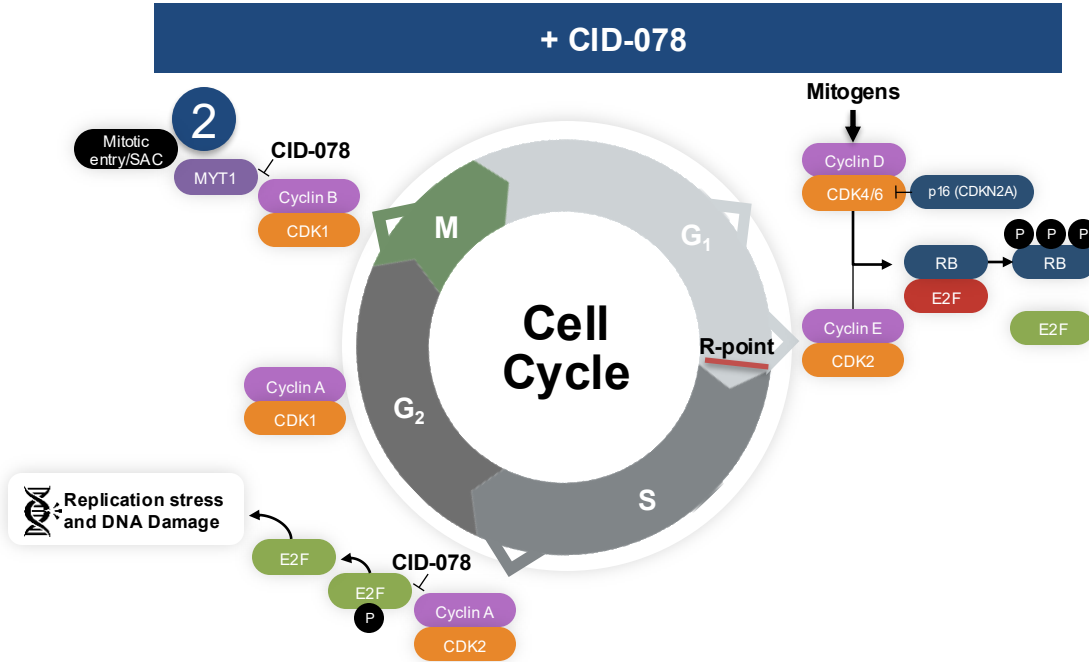 + CID-078
Mitogens
2
Mitotic
entry/SAC
MYT1
CID-078
Cyclin B
CDK1
Cyclin D
CDK4/6
p16 (CDKN2A)
M
G₁
P P P
RB
RB
E2F
E2F
Cell
Cycle
R-point
Cyclin E
CDK2
Cyclin A
CDK1
G₂
S
Replication stress
and DNA Damage
E2F
CID-078
E2F
P
Cyclin A
CDK2